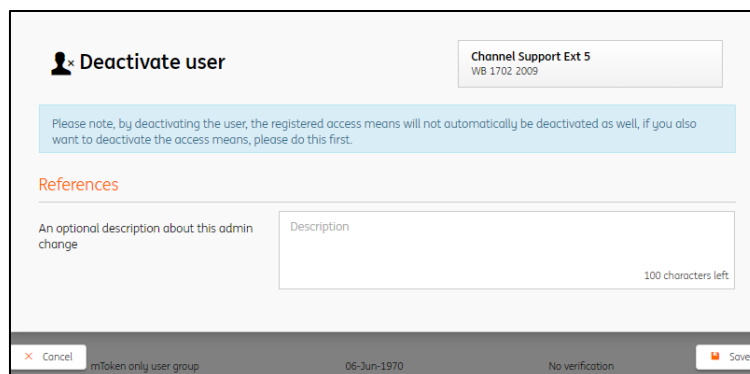 Deactivate user
Channel Support Ext 5
WB 1702 2009
Please note, by deactivating the user, the registered access means will not automatically be deactivated as well, if you also
want to deactivate the access means, please do this first.
References
An optional description about this admin
change
Description
100 characters left
Cancel
mToken only user group
06-Jun-1970
No verification
Save